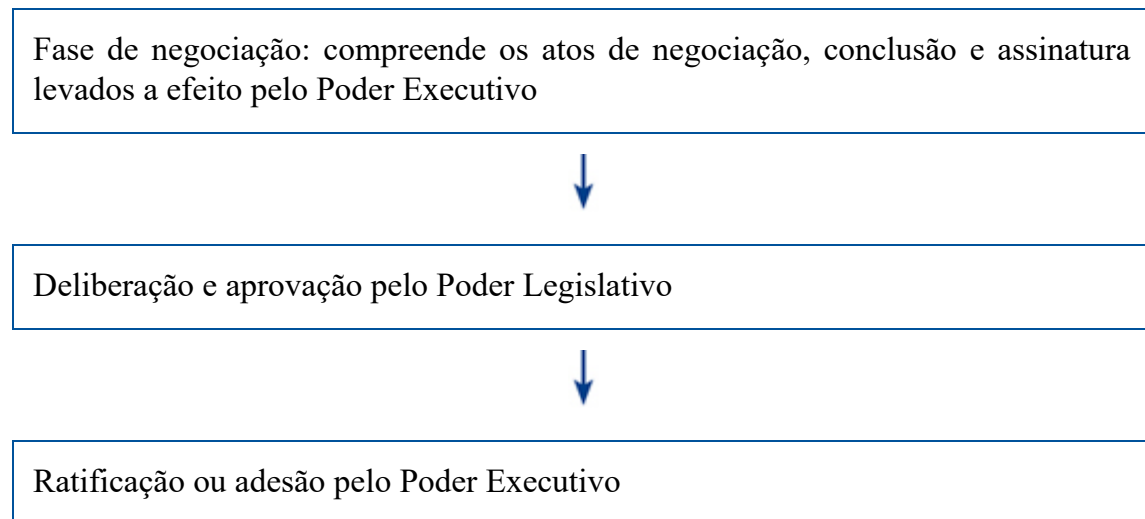 Fase de negociação: compreende os atos de negociação, conclusão e assinatura
levados a efeito pelo Poder Executivo
Deliberação e aprovação pelo Poder Legislativo
Ratificação ou adesão pelo Poder Executivo